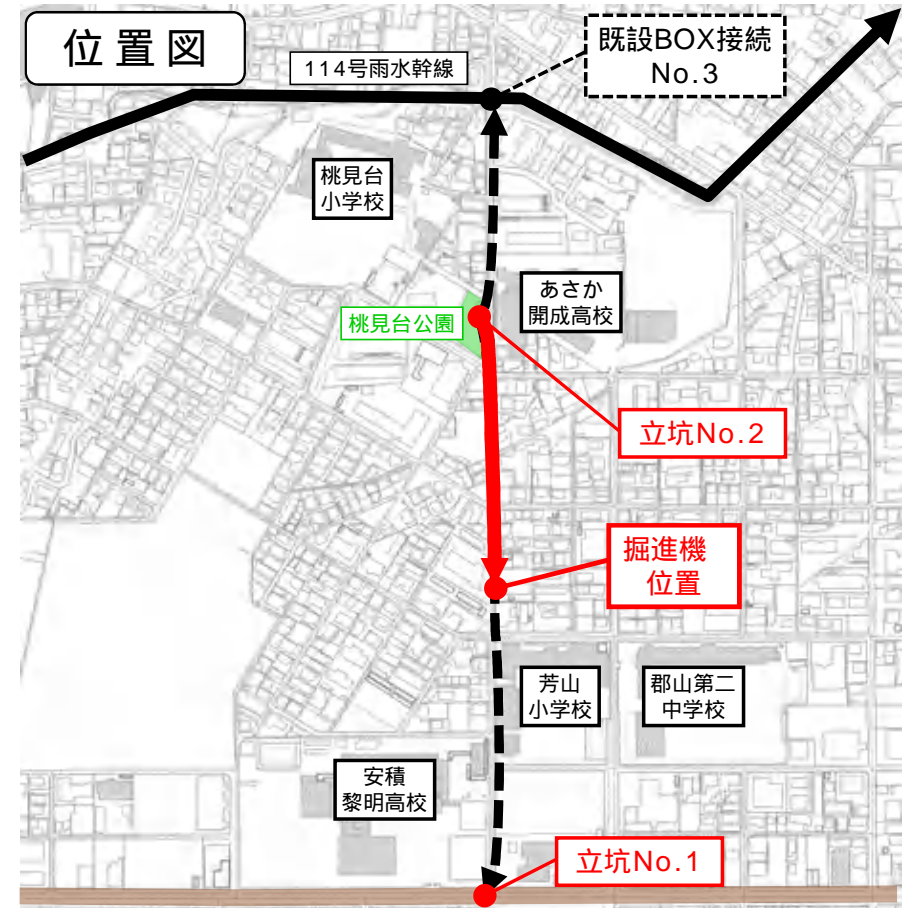 位置図
114号雨水幹線
既設BOX接続
No.3
桃見台
小学校
あさか
開成高校
桃見台公園
立坑No.2
掘進機
位置
芳山
小学校
郡山第二
中学校
安積
黎明高校
立坑No.1